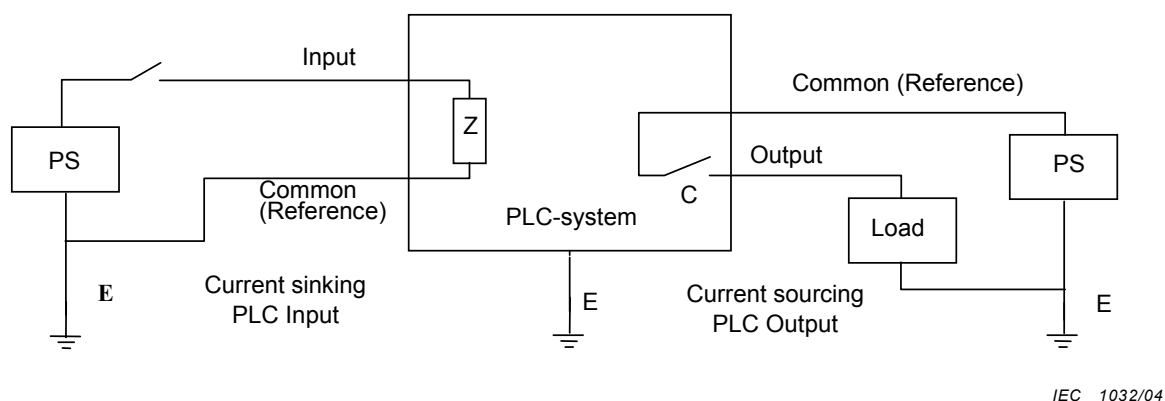 Input
PS
Z
Common
(Reference)
PLC-system
E
Current sinking
PLC Input
E
Common (Reference)
Output
C
PS
Load
Current sourcing
PLC Output
E
IEC 1032/04